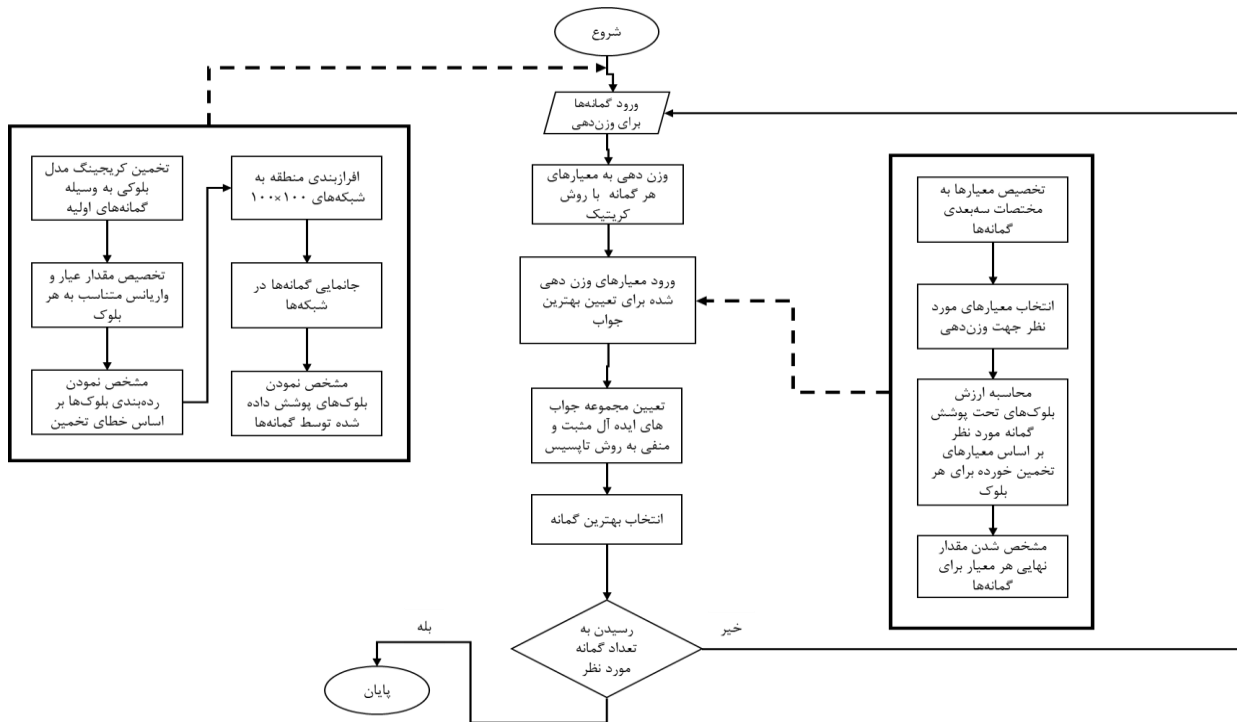 شروع
ورود گمانه‌ها
برای وزن‌دهی
وزن دهی به معیارهای
هر گمانه با روش
کریتیک
ورود معیارهای وزن دهی
شده برای تعیین بهترین
جواب
تعیین مجموعه جواب
های ایده آل مثبت و
منفی به روش تاپسیس
انتخاب بهترین گمانه
رسیدن به
تعداد گمانه
مورد نظر
خیر
بله
پایان
تخصیص معیارها به
مختصات سه‌بعدی
گمانه‌ها
انتخاب معیارهای مورد
نظر جهت وزن‌دهی
محاسبه ارزش
بلوک‌های تحت پوشش
گمانه مورد نظر
بر اساس معیارهای
تخمین خورده برای هر
بلوک
مشخص شدن مقدار
نهایی هر معیار برای
گمانه‌ها
تخمین کریجینگ مدل
بلوکی به وسیله
گمانه‌های اولیه
تخصیص مقدار عیار و
واریانس متناسب به هر
بلوک
مشخص نمودن
رده‌بندی بلوک‌ها بر
اساس خطای تخمین
افرازبندی منطقه به
شبکه‌های ۱۰۰×۱۰۰
جانمایی گمانه‌ها در
شبکه‌ها
مشخص نمودن
بلوک‌های پوشش داده
شده توسط گمانه‌ها